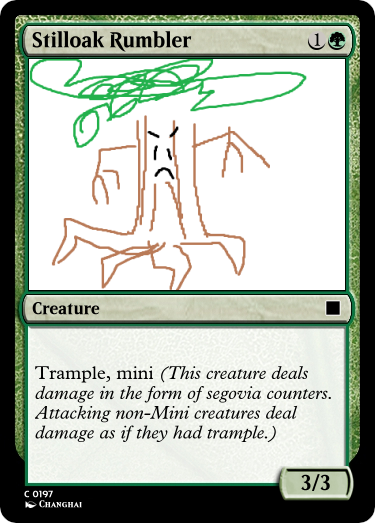 Stilloak Rumbler 1
Creature
Trample, mini (This creature deals
damage in the form of segovia counters.
Attacking non-Mini creatures deal
damage as if they had trample.)
3/3
C 0197
Changhai